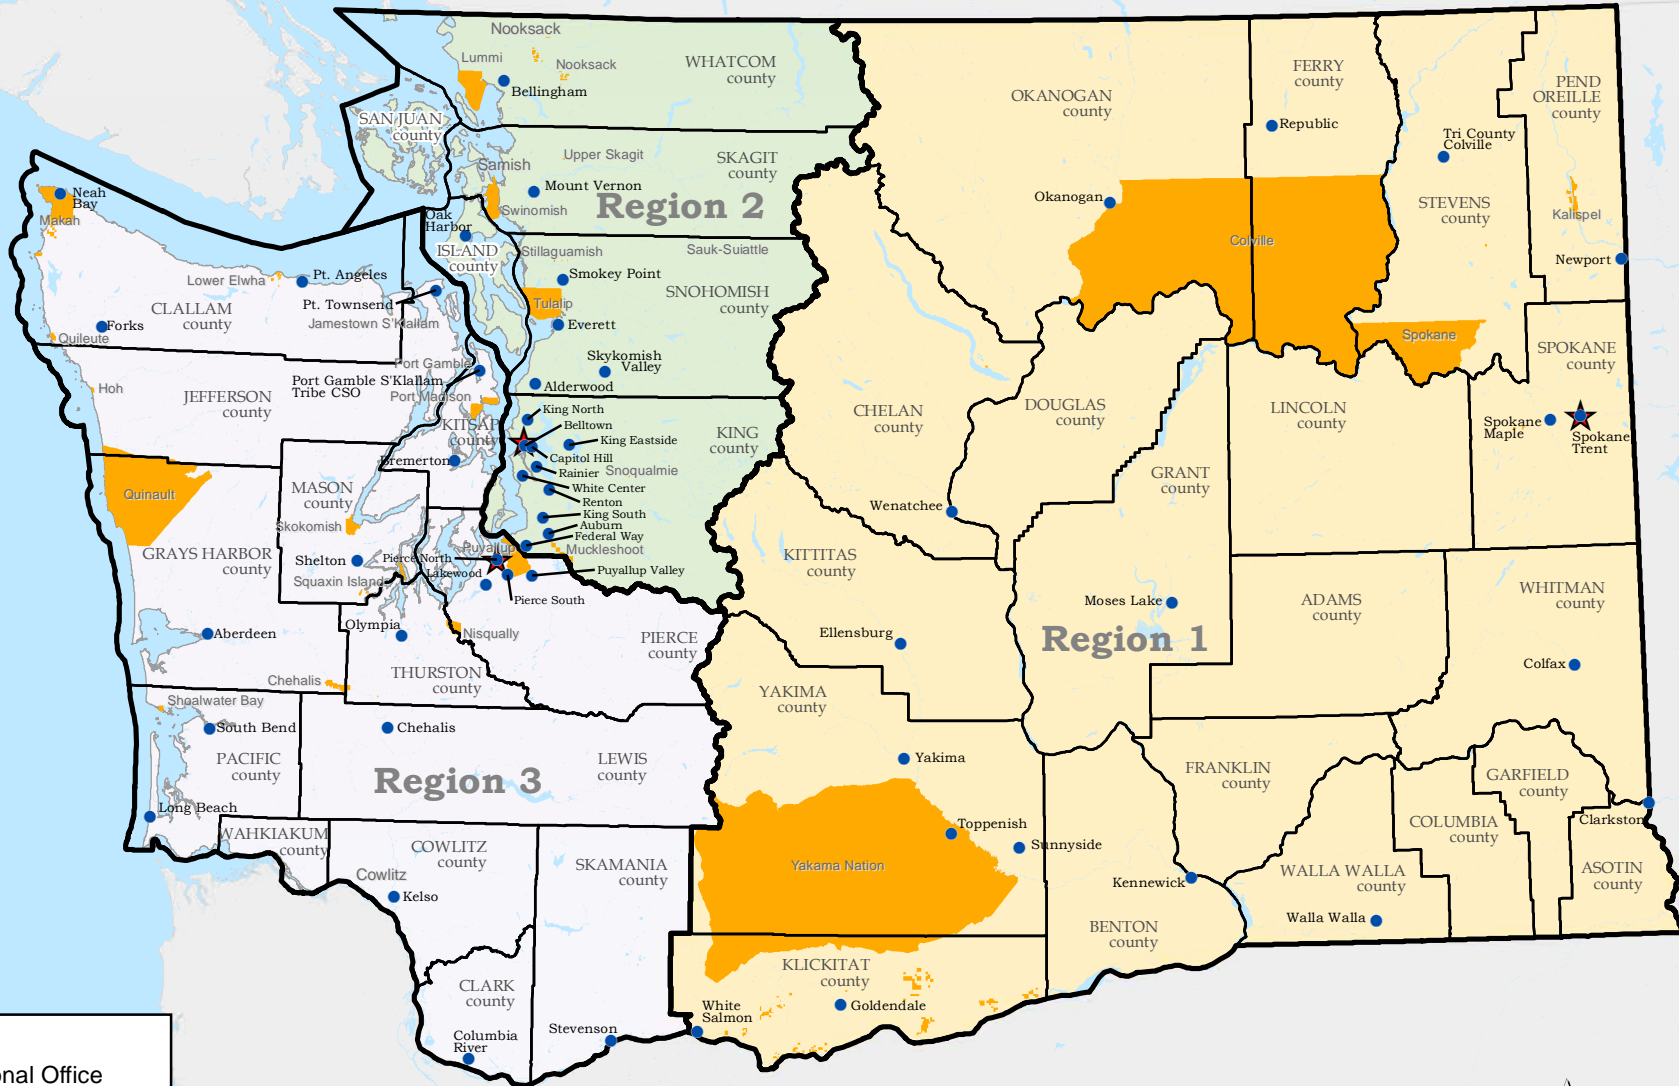 Nooksack
Lummi
Nooksack
Bellingham
WHATCOM
county
SAN JUAN
county
Samish
Upper Skagit
SKAGIT
county
Mount Vernon
Swinomish
Region 2
Oak
Harbor
ISLAND
county
Stillaguamish
Sauk-Suiattle
Smokey Point
SNOHOMISH
county
Tulalip
Everett
Skykomish
Valley
Alderwood
King North
Belltown
King Eastside
Capitol Hill
Rainier
Snoqualmie
White Center
Renton
King South
Auburn
Federal Way
Muckleshoot
KING
county
Neah
Bay
Makah
Lower Elwha
Pt. Angeles
CLALLAM
county
Pt. Townsend
Jamestown S'Klallam
Forks
Quileute
Port Gamble
Port Gamble S'Klallam
Tribe CSO
Port Madison
Hoh
JEFFERSON
county
KITSAP
county
Bremerton
Quinault
MASON
county
Skokomish
GRAYS HARBOR
county
Shelton
Squaxin Island
Puyallup
Pierce North
Lakewood
Puyallup Valley
Pierce South
Aberdeen
Olympia
Nisqually
PIERCE
county
THURSTON
county
Chehalis
Shoalwater Bay
South Bend
Chehalis
PACIFIC
county
LEWIS
county
Region 3
Long Beach
WAHKIAKUM
county
COWLITZ
county
SKAMANIA
county
Cowlitz
Kelso
CLARK
county
Columbia
River
Stevenson
OKANOGAN
county
FERRY
county
PEND
OREILLE
county
Republic
Tri County
Colville
Okanogan
STEVENS
county
Kalispel
Colville
Newport
Spokane
SPOKANE
county
CHELAN
county
DOUGLAS
county
LINCOLN
county
Spokane
Maple
Spokane
Trent
GRANT
county
Wenatchee
KITTITAS
county
Moses Lake
ADAMS
county
WHITMAN
county
Ellensburg
Region 1
Colfax
YAKIMA
county
Yakima
FRANKLIN
county
GARFIELD
county
Toppenish
Sunnyside
COLUMBIA
county
Clarkston
Yakama Nation
Kennewick
WALLA WALLA
county
ASOTIN
county
Walla Walla
BENTON
county
KLICKITAT
county
White
Salmon
Goldendale
onal Office